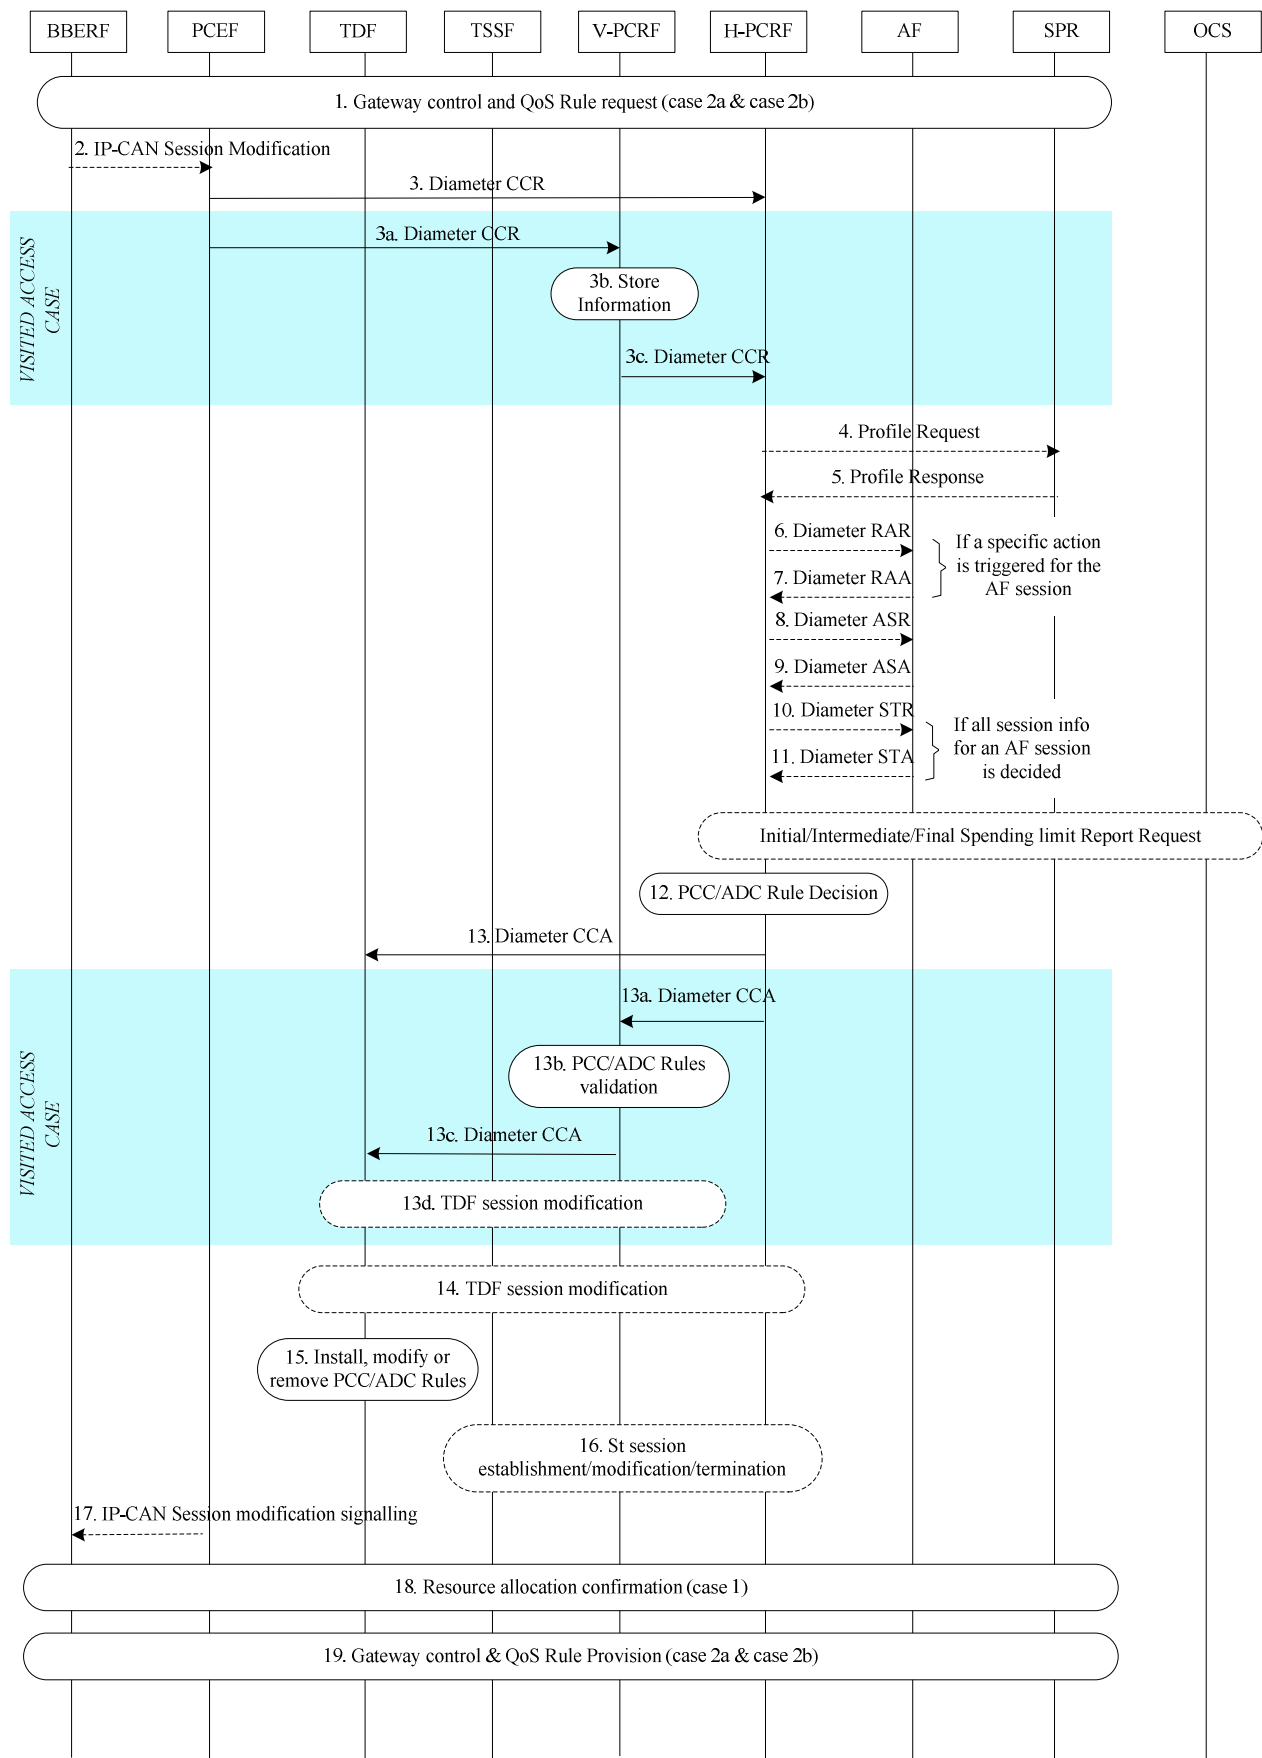 BBERF
PCEF
TDF
TSSF
V-PCRF
H-PCRF
AF
SPR
OCS
1. Gateway control and QoS Rule request (case 2a & case 2b)
2. IP-CAN Session Modification
3. Diameter CCR
VISITED ACCESS
CASE
3a. Diameter CCR
3b. Store
Information
3c. Diameter CCR
4. Profile Request
5. Profile Response
6. Diameter RAR
7. Diameter RAA
If a specific action
is triggered for the
AF session
8. Diameter ASR
9. Diameter ASA
10. Diameter STR
11. Diameter STA
If all session info
for an AF session
is decided
Initial/Intermediate/Final Spending limit Report Request
12. PCC/ADC Rule Decision
13. Diameter CCA
VISITED ACCESS
CASE
13a. Diameter CCA
13b. PCC/ADC Rules
validation
13c. Diameter CCA
13d. TDF session modification
14. TDF session modification
15. Install, modify or
remove PCC/ADC Rules
16. St session
establishment/modification/termination
17. IP-CAN Session modification signalling
18. Resource allocation confirmation (case 1)
19. Gateway control & QoS Rule Provision (case 2a & case 2b)